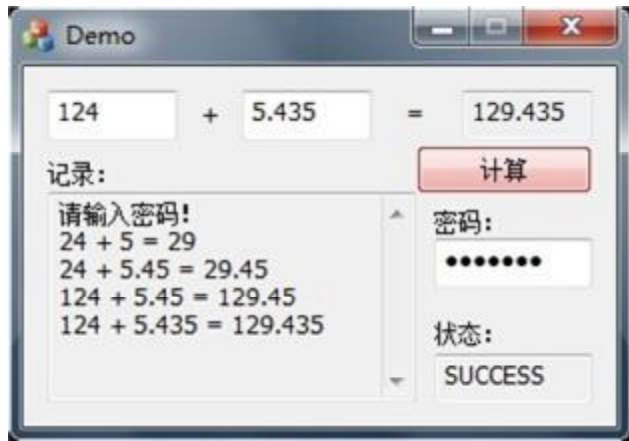 Demo
124 + 5.435 = 129.435
记录:
计算
请输入密码!
24 + 5 = 29
24 + 5.45 = 29.45
124 + 5.45 = 129.45
124 + 5.435 = 129.435
密码:
•••••••
状态:
SUCCESS